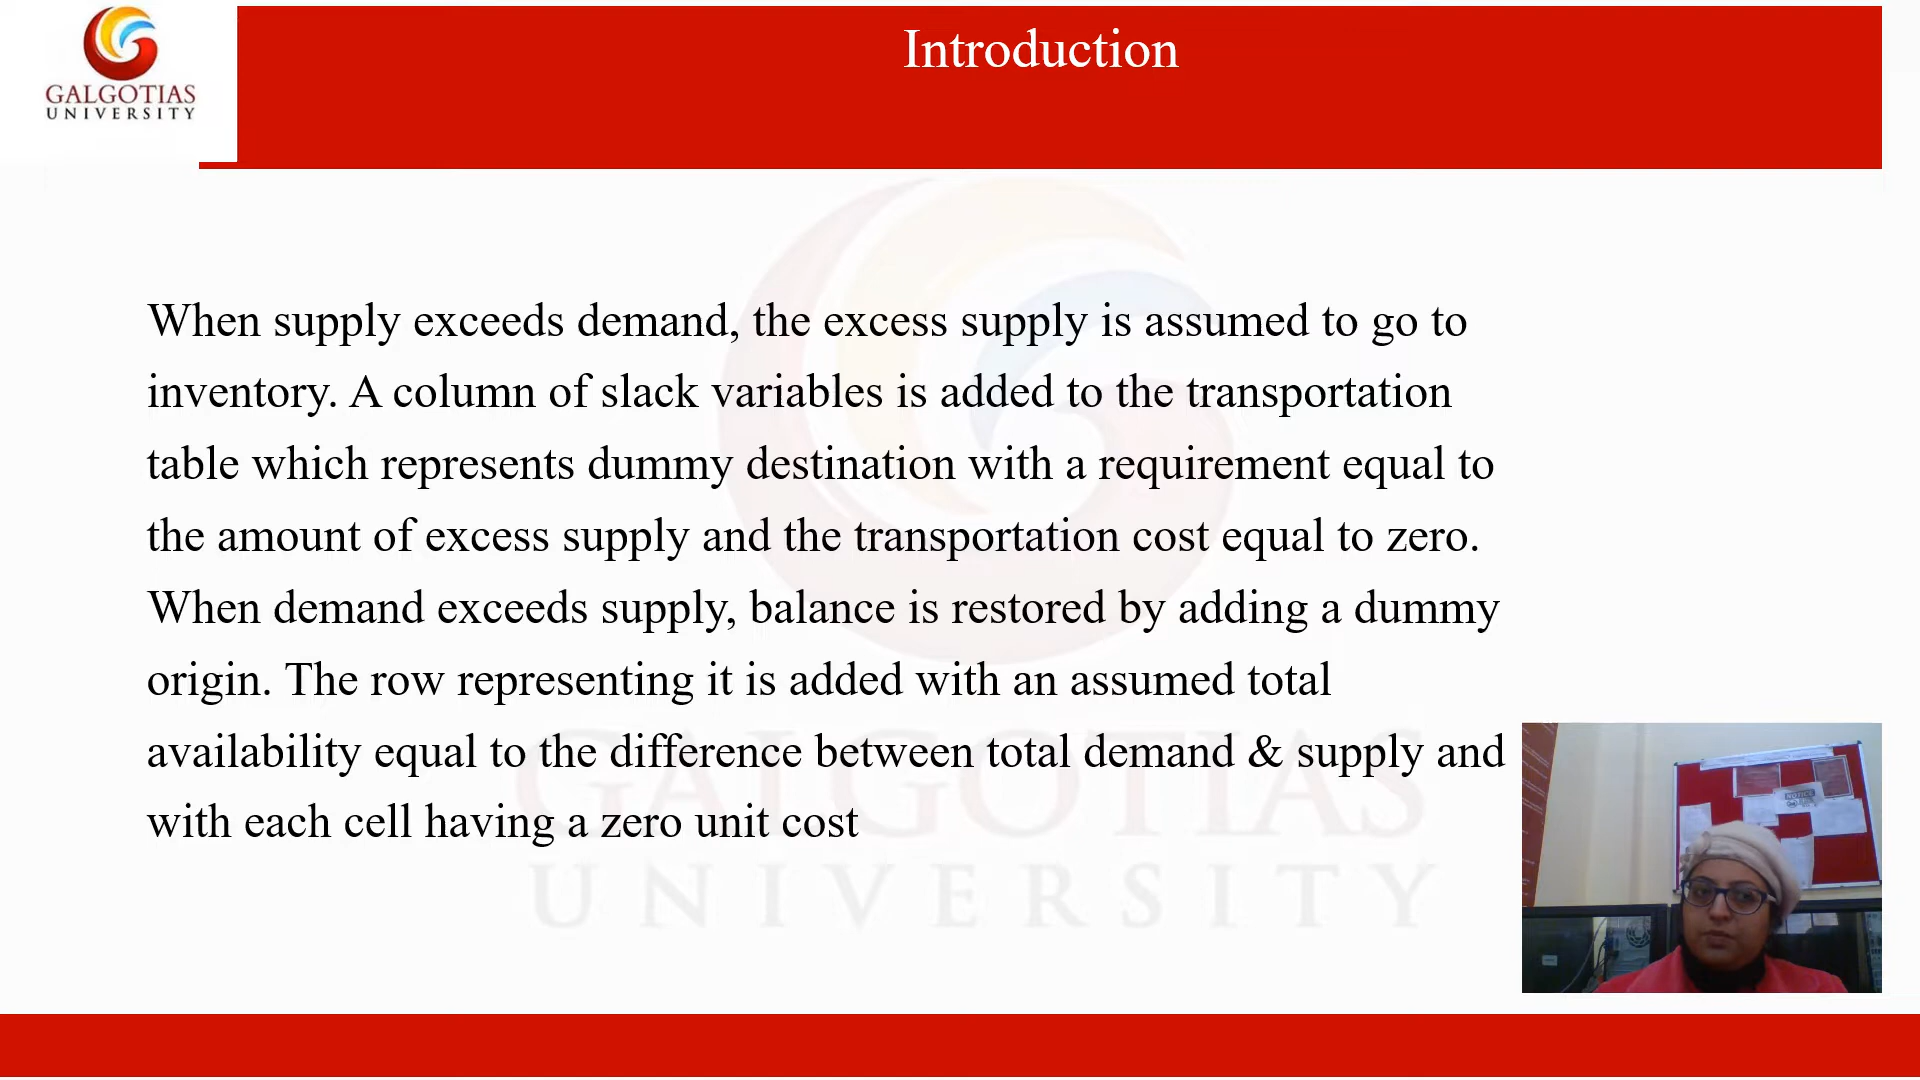 GALGOTIAS
UNIVERSITY
Introduction
When supply exceeds demand, the excess supply is assumed to go to
inventory. A column of slack variables is added to the transportation
table which represents dummy destination with a requirement equal to
the amount of excess supply and the transportation cost equal to zero.
When demand exceeds supply, balance is restored by adding a dummy
origin. The row representing it is added with an assumed total
availability equal to the difference between total demand & supply and
with each cell having a zero unit cost
GALGOTIAS
UNIVERSITY
NOTICE